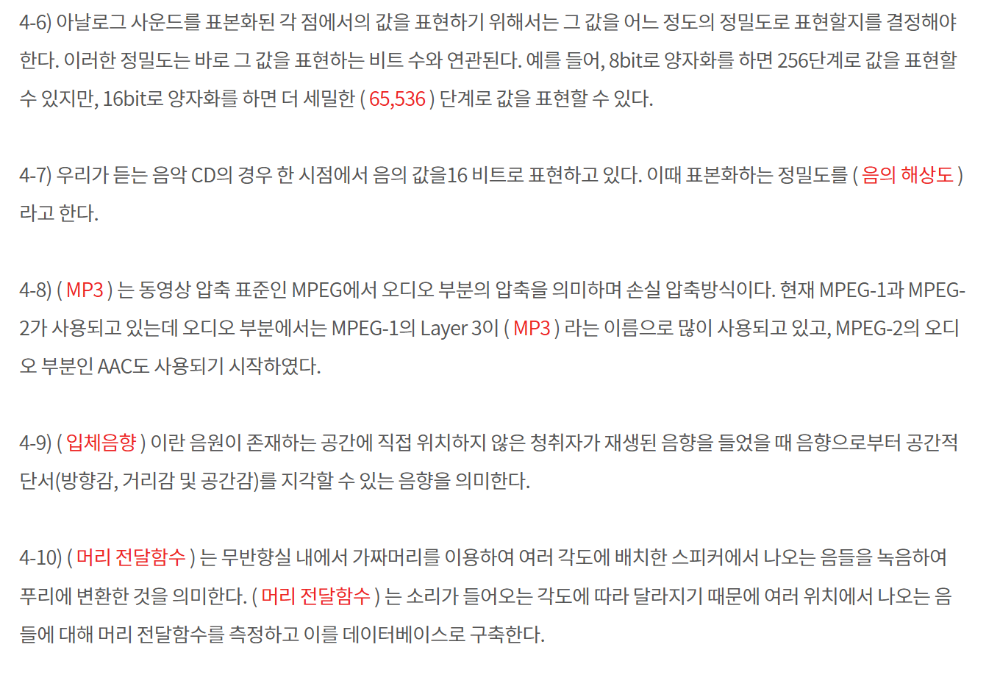 4-6) 아날로그 사운드를 표본화된 각 점에서의 값을 표현하기 위해서는 그 값을 어느 정도의 정밀도로 표현할지를 결정해야
한다. 이러한 정밀도는 바로 그 값을 표현하는 비트 수와 연관된다. 예를 들어, 8bit로 양자화를 하면 256단계로 값을 표현할
수 있지만, 16bit로 양자화를 하면 더 세밀한 ( 65,536 ) 단계로 값을 표현할 수 있다.
4-7) 우리가 듣는 음악 CD의 경우 한 시점에서 음의 값을16 비트로 표현하고 있다. 이때 표본화하는 정밀도를 ( 음의 해상도 )
라고 한다.
4-8) ( MP3 ) 는 동영상 압축 표준인 MPEG에서 오디오 부분의 압축을 의미하며 손실 압축방식이다. 현재 MPEG-1과 MPEG-
2가 사용되고 있는데 오디오 부분에서는 MPEG-1의 Layer 3이 ( MP3 ) 라는 이름으로 많이 사용되고 있고, MPEG-2의 오디
오 부분인 AAC도 사용되기 시작하였다.
4-9) ( 입체음향 ) 이란 음원이 존재하는 공간에 직접 위치하지 않은 청취자가 재생된 음향을 들었을 때 음향으로부터 공간적
단서(방향감, 거리감 및 공간감)를 지각할 수 있는 음향을 의미한다.
4-10) ( 머리 전달함수 ) 는 무반향실 내에서 가짜머리를 이용하여 여러 각도에 배치한 스피커에서 나오는 음들을 녹음하여
푸리에 변환한 것을 의미한다. ( 머리 전달함수 ) 는 소리가 들어오는 각도에 따라 달라지기 때문에 여러 위치에서 나오는 음
들에 대해 머리 전달함수를 측정하고 이를 데이터베이스로 구축한다.